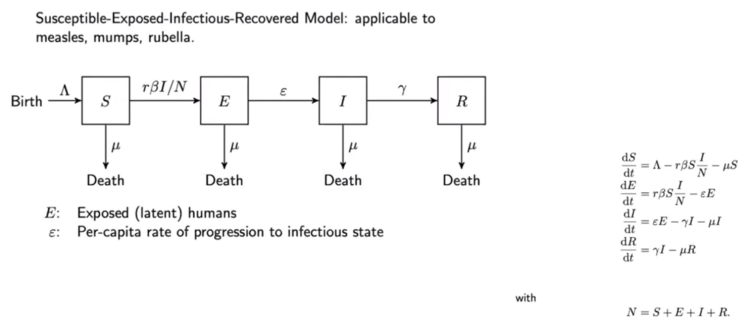 Susceptible-Exposed-Infectious-Recovered Model: applicable to
measles, mumps, rubella.
Birth Λ S rβI/N E ε I γ R
μ μ μ μ
Death Death Death Death
E: Exposed (latent) humans
ε: Per-capita rate of progression to infectious state
dS/dt = Λ − rβS I/N − μS
dE/dt = rβS I/N − εE
dI/dt = εE − γI − μI
dR/dt = γI − μR
with
N = S + E + I + R.